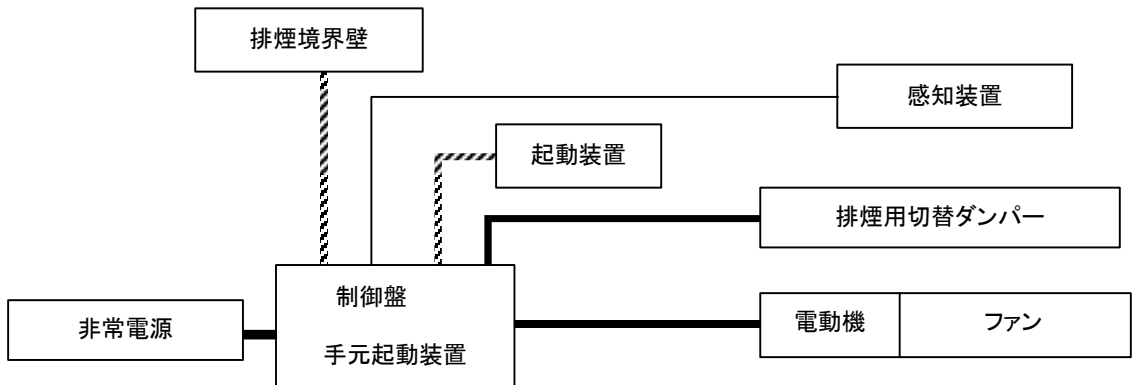 排煙境界壁
感知装置
起動装置
排煙用切替ダンパー
制御盤
手元起動装置
非常電源
電動機
ファン